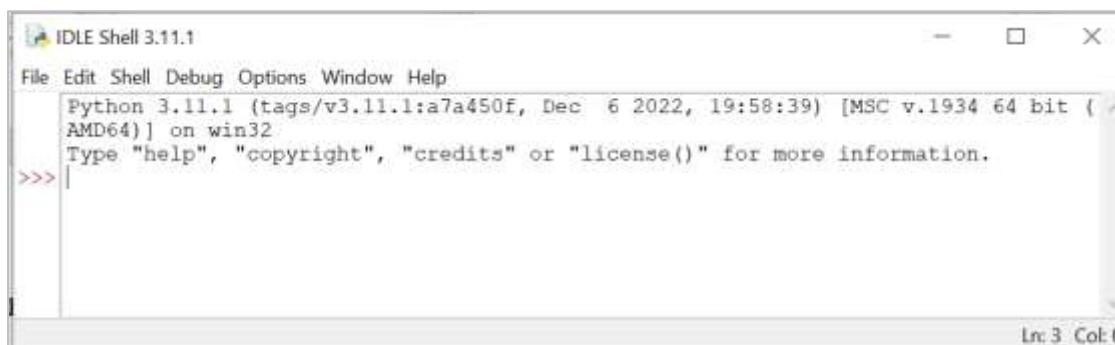 IDLE Shell 3.11.1
File Edit Shell Debug Options Window Help
Python 3.11.1 (tags/v3.11.1:a7a450f, Dec  6 2022, 19:58:39) [MSC v.1934 64 bit (
AMD64)] on win32
Type "help", "copyright", "credits" or "license()" for more information.
>>>
Ln: 3 Col: